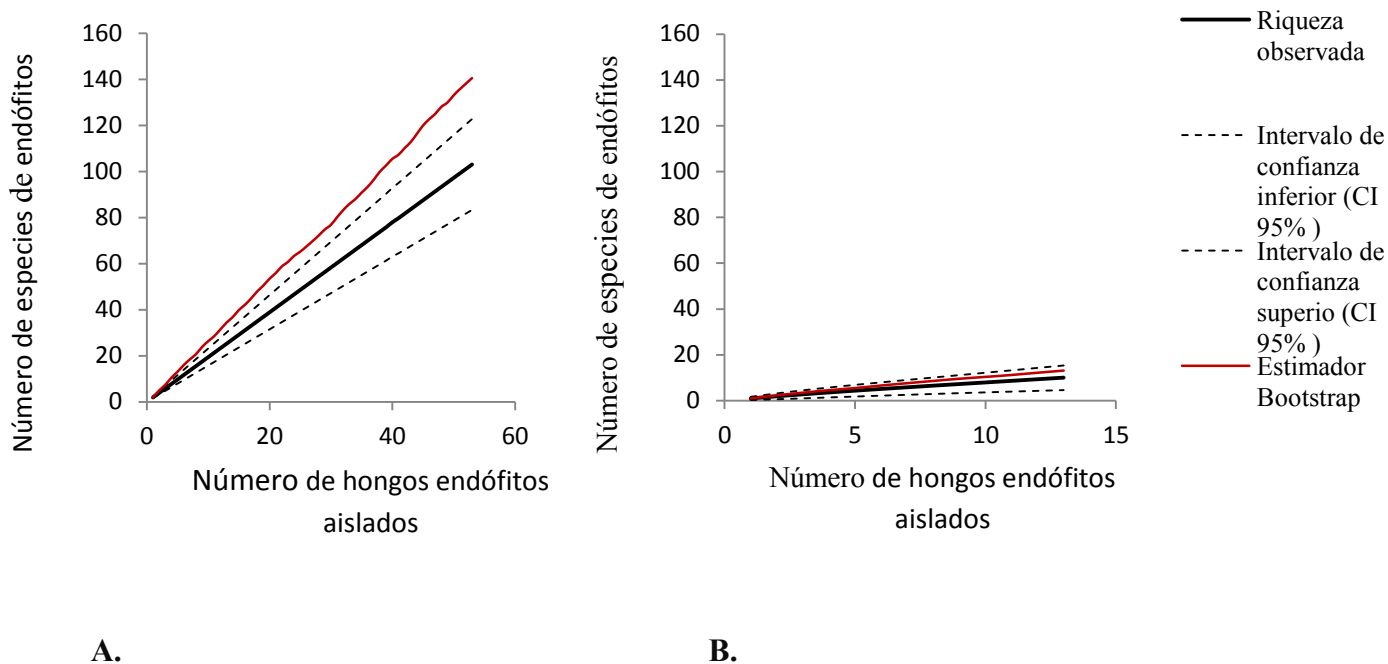 Número de especies de endófitos
160
140
120
100
80
60
40
20
0
0
20
40
60
Número de hongos endófitos
aislados
A.
Número de especies de endófitos
160
140
120
100
80
60
40
20
0
0
5
10
15
Número de hongos endófitos
aislados
B.
Riqueza
observada
Intervalo de
confianza
inferior (CI
95% )
Intervalo de
confianza
superio (CI
95% )
Estimador
Bootstrap